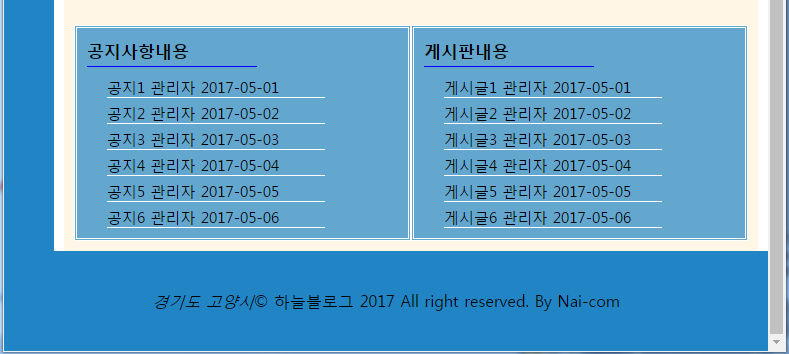 공지사항내용
공지1 관리자 2017-05-01
공지2 관리자 2017-05-02
공지3 관리자 2017-05-03
공지4 관리자 2017-05-04
공지5 관리자 2017-05-05
공지6 관리자 2017-05-06
게시판내용
게시글1 관리자 2017-05-01
게시글2 관리자 2017-05-02
게시글3 관리자 2017-05-03
게시글4 관리자 2017-05-04
게시글5 관리자 2017-05-05
게시글6 관리자 2017-05-06
경기도 고양시© 하늘블로그 2017 All right reserved. By Nai-com